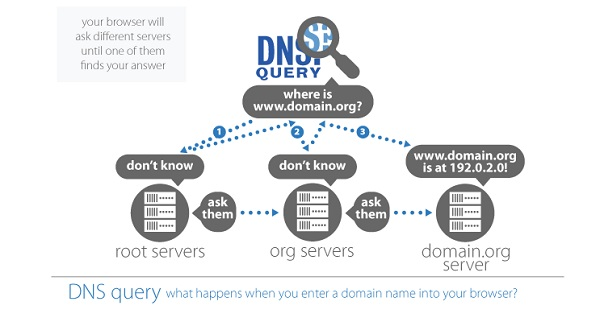 your browser will
ask different servers
until one of them
finds your answer
DNS
QUERY
where is
www.domain.org?
1
2
3
don't know
don't know
www.domain.org
is at 192.0.2.0!
ask
them
ask
them
root servers
org servers
domain.org
server
DNS query what happens when you enter a domain name into your browser?